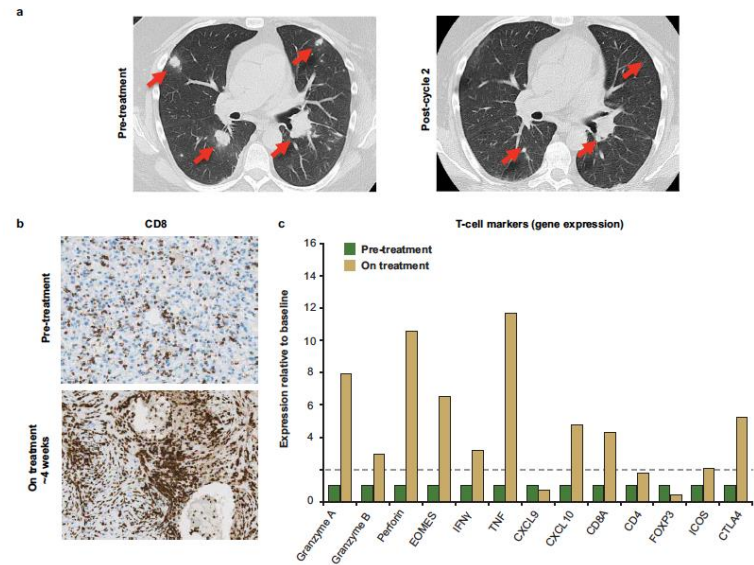 a
Pre-treatment
Post-cycle 2
b
CD8
Pre-treatment
On treatment
~4 weeks
c
T-cell markers (gene expression)
Pre-treatment
On treatment
Expression relative to baseline
16
14
12
10
8
6
4
2
0
Granzyme A
Granzyme B
Perforin
EOMES
IFNγ
TNF
CXCL9
CXCL10
CD8A
CD4
FOXP3
ICOS
CTLA4